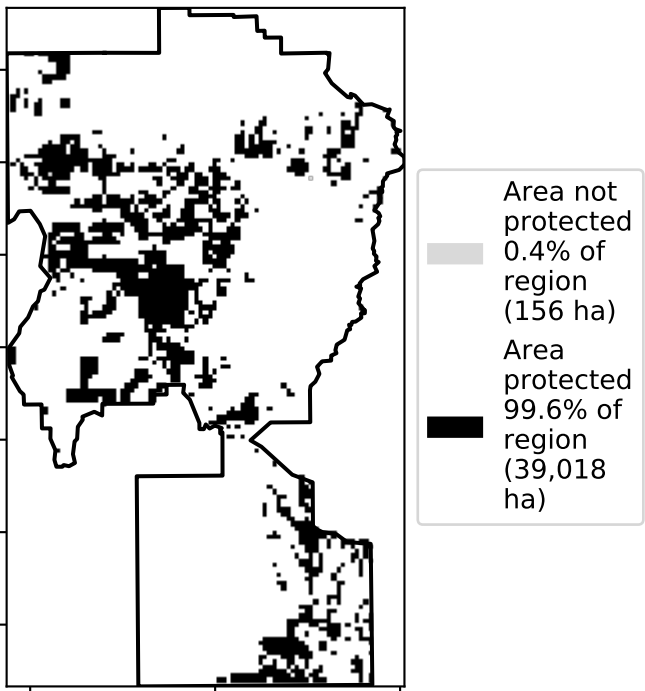 Area not
protected
0.4% of
region
(156 ha)
Area
protected
99.6% of
region
(39,018
ha)